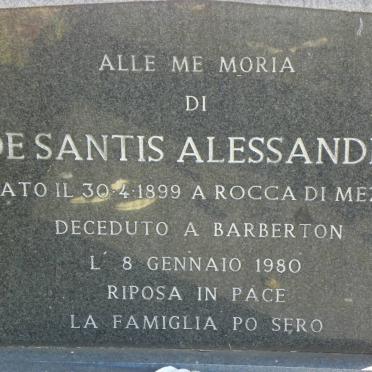 ALLE ME MORIA
DI
DE SANTIS ALESSAND
ATO IL 30·4·1899 A ROCCA DI ME
DECEDUTO A BARBERTON
L' 8 GENNAIO 1980
RIPOSA IN PACE
LA FAMIGLIA PO SERO